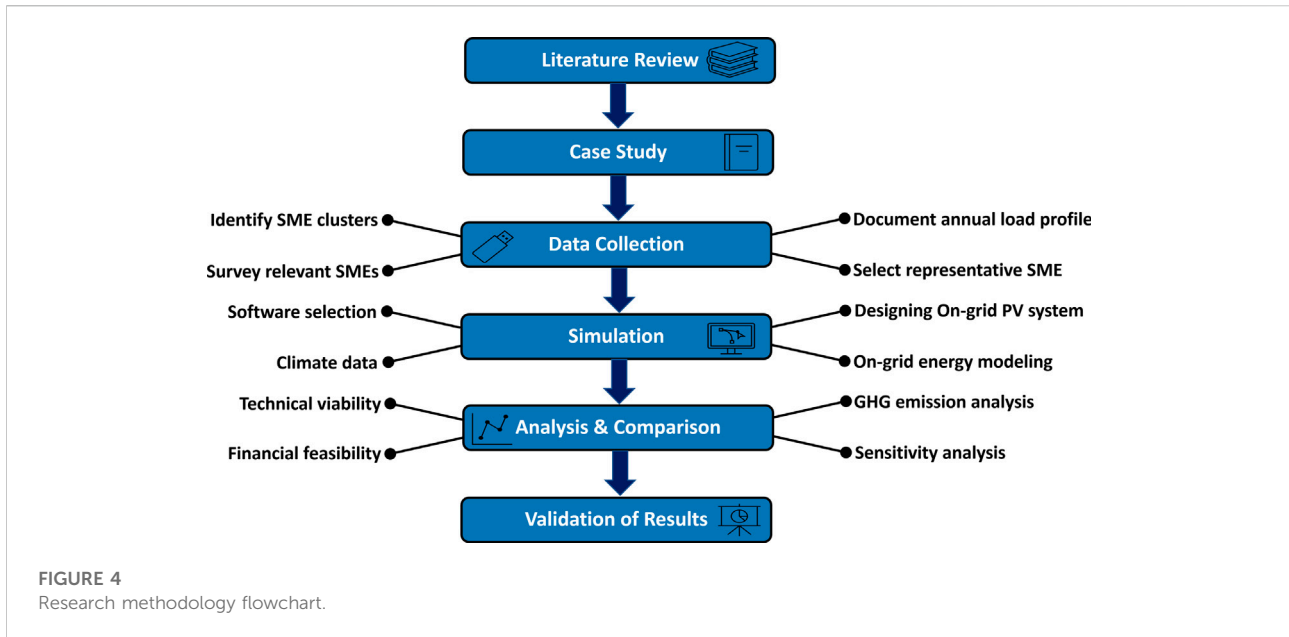 Literature Review
Case Study
Identify SME clusters
Survey relevant SMEs
Data Collection
Document annual load profile
Select representative SME
Software selection
Climate data
Simulation
Designing On-grid PV system
On-grid energy modeling
Technical viability
Financial feasibility
Analysis & Comparison
GHG emission analysis
Sensitivity analysis
Validation of Results
FIGURE 4
Research methodology flowchart.